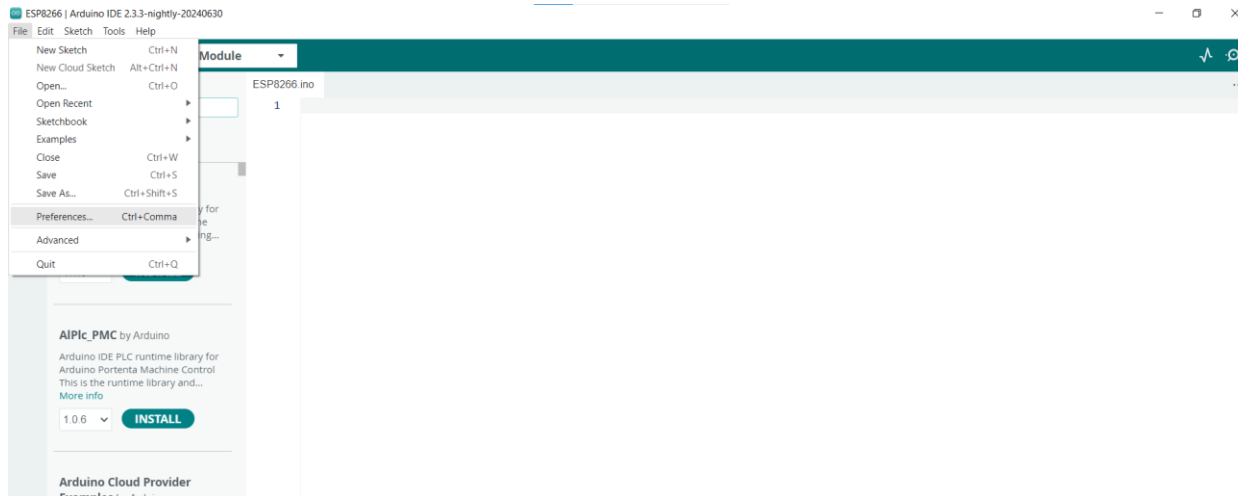 ESP8266 | Arduino IDE 2.3.3-nightly-20240630
File Edit Sketch Tools Help
New Sketch Ctrl+N
New Cloud Sketch Alt+Ctrl+N
Open... Ctrl+O
Open Recent
Sketchbook
Examples
Close Ctrl+W
Save Ctrl+S
Save As... Ctrl+Shift+S
Preferences... Ctrl+Comma
Advanced
Quit Ctrl+Q
Module
ESP8266.ino
1
y for
ing...
AlPlc_PMC by Arduino
Arduino IDE PLC runtime library for
Arduino Portenta Machine Control
This is the runtime library and...
More info
1.0.6 INSTALL
Arduino Cloud Provider